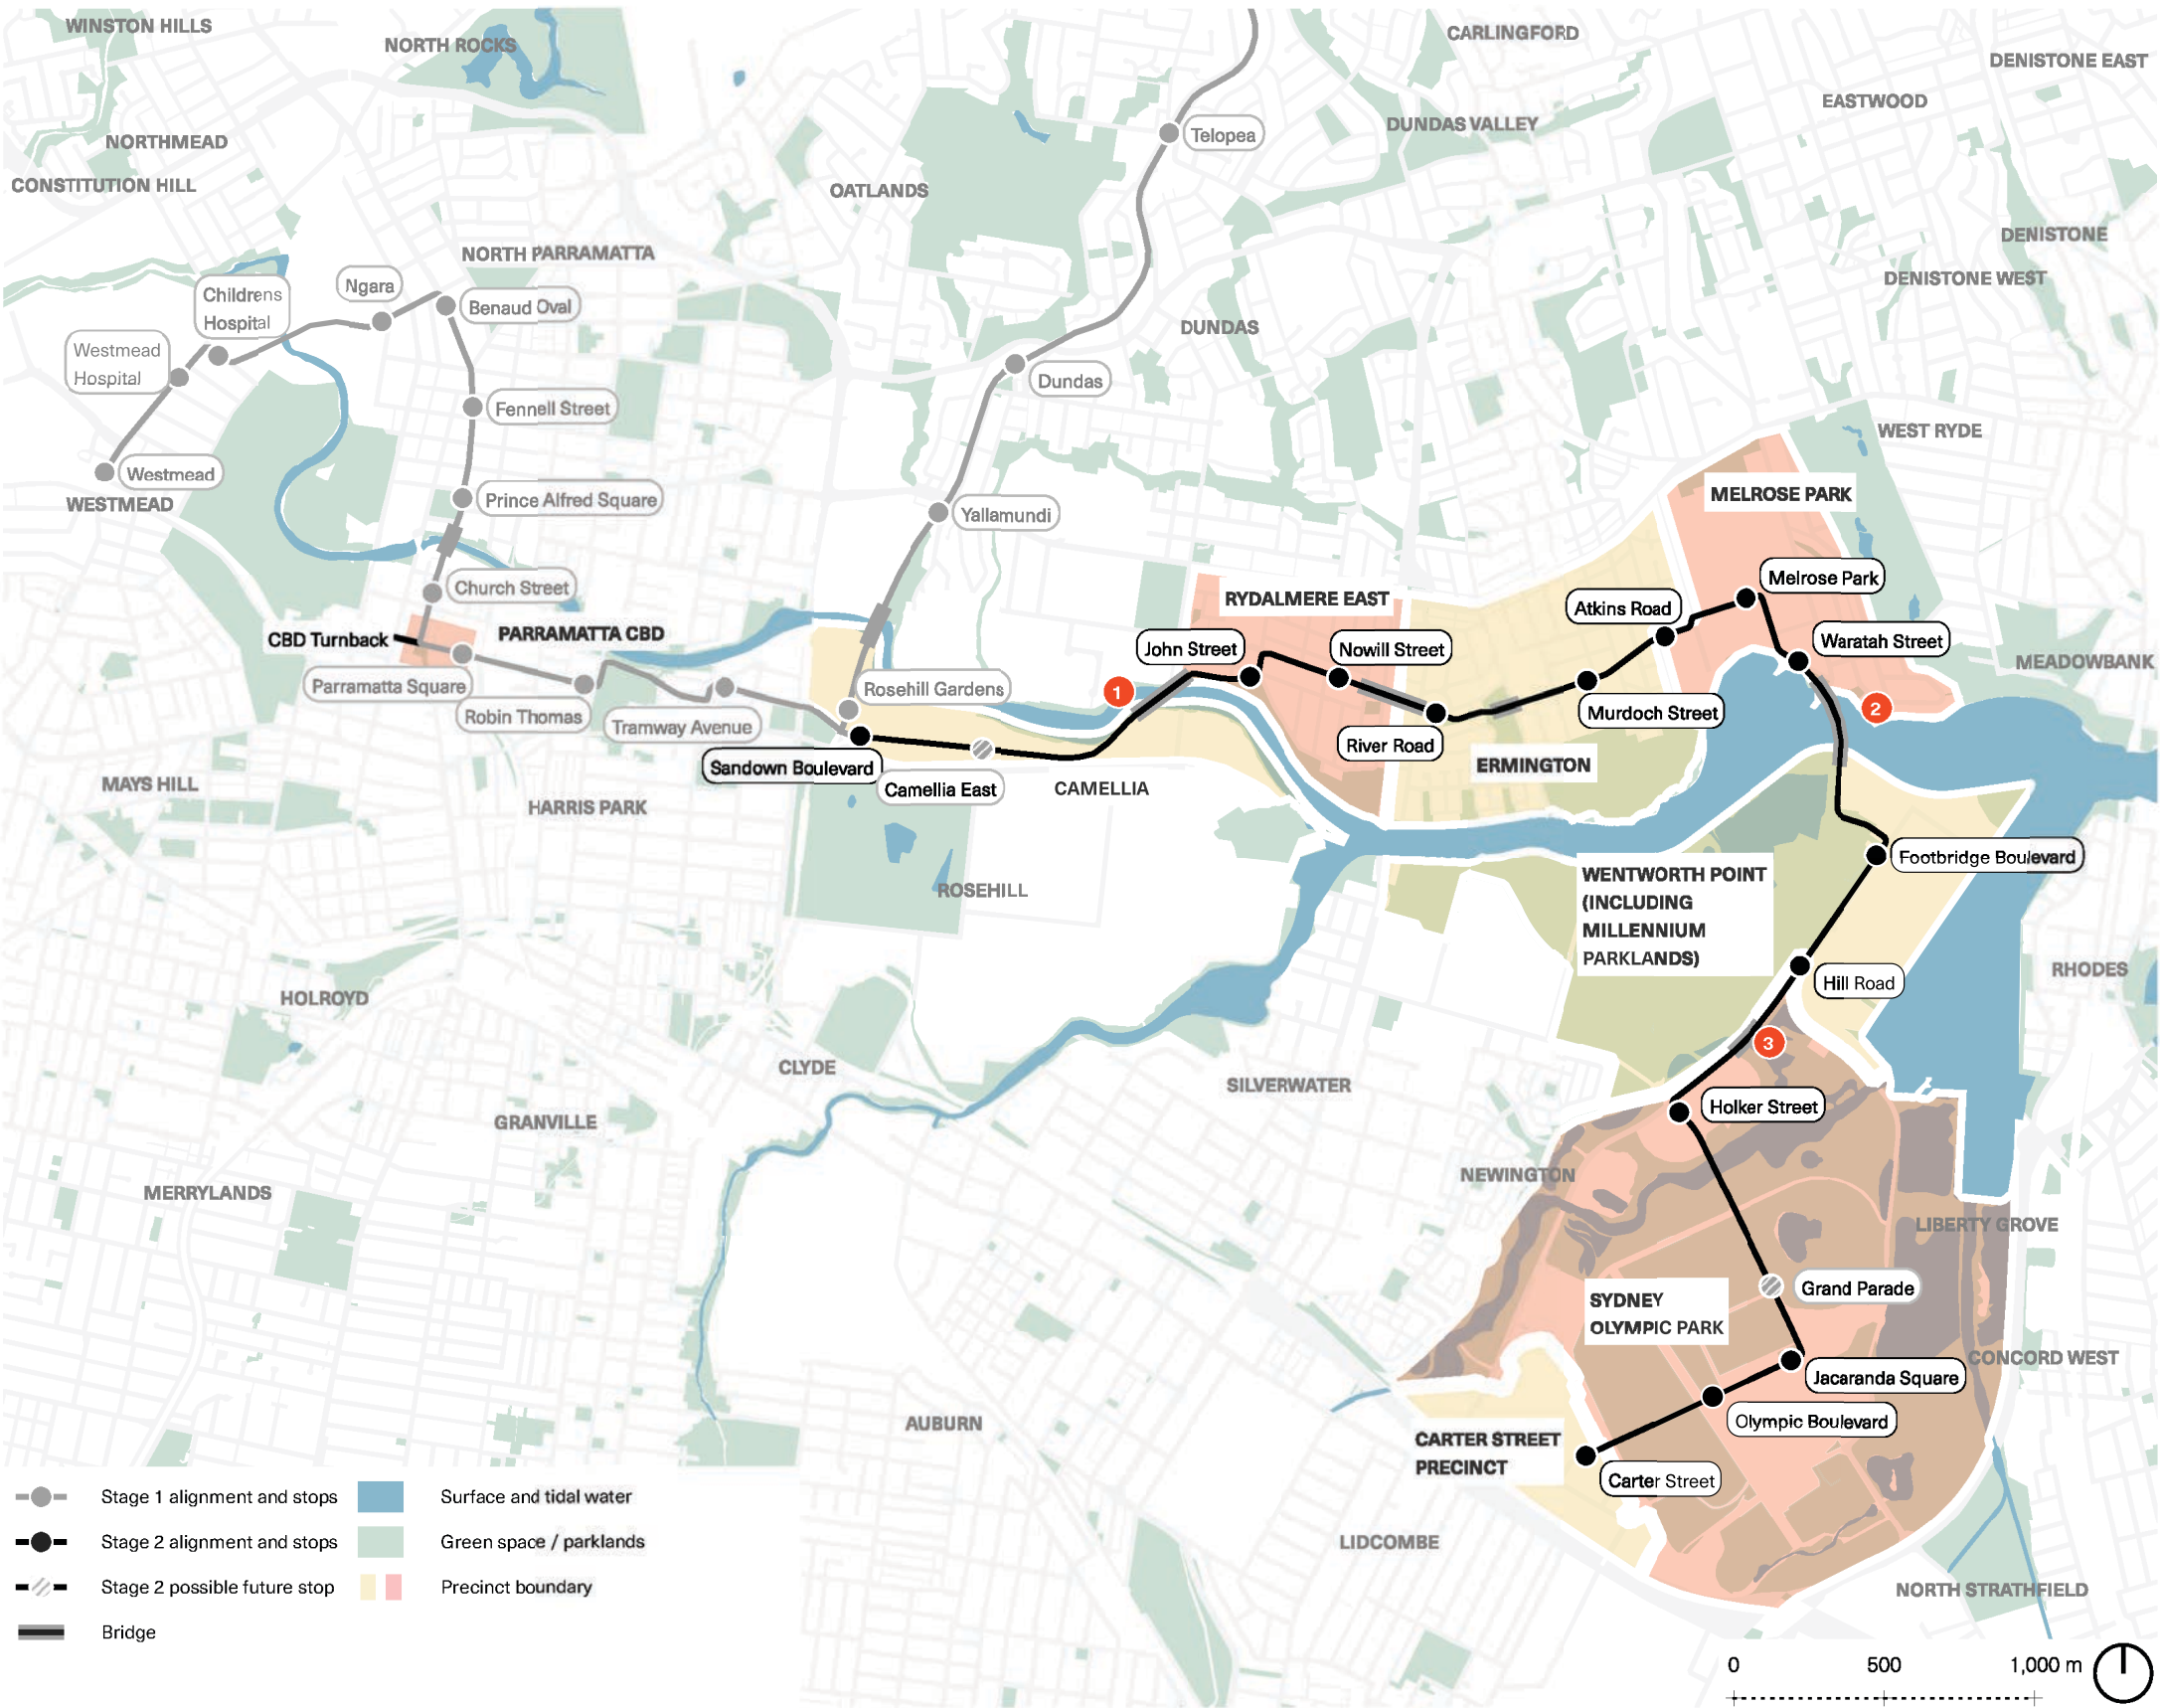 WINSTON HILLS
NORTH ROCKS
CARLINGFORD
DENISTONE EAST
EASTWOOD
DUNDAS VALLEY
Telopea
NORTHMEAD
CONSTITUTION HILL
OATLANDS
DENISTONE
NORTH PARRAMATTA
DENISTONE WEST
Childrens
Hospital
Ngara
Benaud Oval
DUNDAS
Westmead
Hospital
Dundas
Fennell Street
WEST RYDE
Westmead
WESTMEAD
Prince Alfred Square
MELROSE PARK
Yallamundi
Church Street
Melrose Park
RYDALMERE EAST
Atkins Road
CBD Turnback
PARRAMATTA CBD
John Street
Nowill Street
Waratah Street
MEADOWBANK
Parramatta Square
Rosehill Gardens
1
2
Robin Thomas
Tramway Avenue
Murdoch Street
River Road
Sandown Boulevard
Camellia East
CAMELLIA
ERMINGTON
MAYS HILL
HARRIS PARK
Footbridge Boulevard
ROSEHILL
WENTWORTH POINT
(INCLUDING
MILLENNIUM
PARKLANDS)
RHODES
Hill Road
HOLROYD
3
CLYDE
SILVERWATER
Holker Street
GRANVILLE
NEWINGTON
MERRYLANDS
LIBERTY GROVE
Grand Parade
SYDNEY
OLYMPIC PARK
CONCORD WEST
Jacaranda Square
AUBURN
Olympic Boulevard
CARTER STREET
PRECINCT
Carter Street
LIDCOMBE
NORTH STRATHFIELD
Stage 1 alignment and stops
Surface and tidal water
Stage 2 alignment and stops
Green space / parklands
Stage 2 possible future stop
Precinct boundary
Bridge
0 500 1,000 m